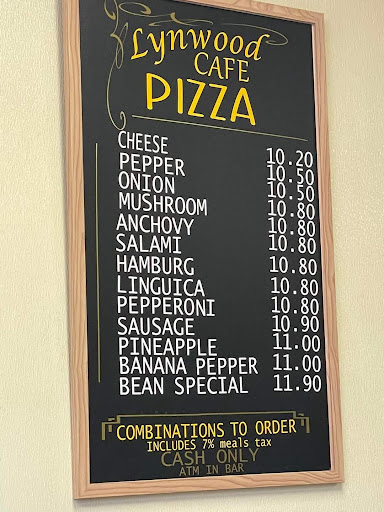 Lynwood
CAFE
PIZZA
CHEESE 10.20
PEPPER 10.50
ONION 10.50
MUSHROOM 10.80
ANCHOVY 10.80
SALAMI 10.80
HAMBURG 10.80
LINGUICA 10.80
PEPPERONI 10.80
SAUSAGE 10.90
PINEAPPLE 11.00
BANANA PEPPER 11.00
BEAN SPECIAL 11.90
COMBINATIONS TO ORDER
INCLUDES 7% meals tax
CASH ONLY
ATM IN BAR